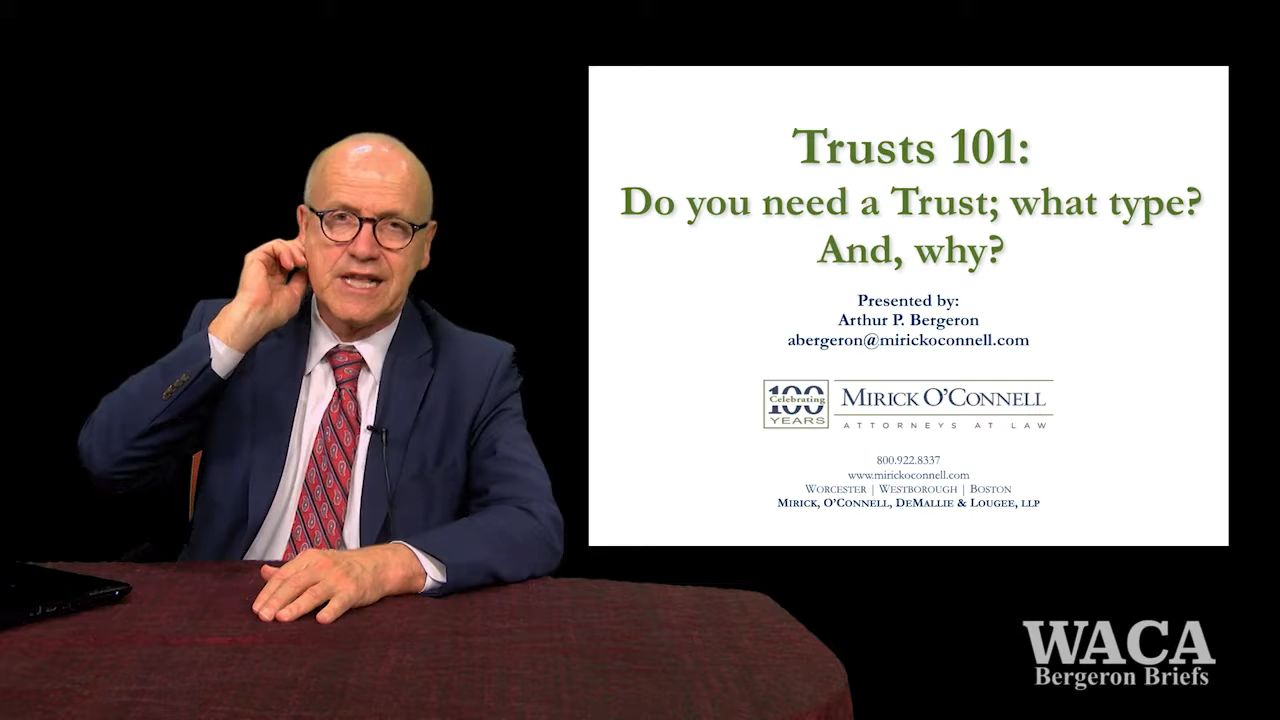 Trusts 101:
Do you need a Trust; what type?
And, why?
Presented by:
Arthur P. Bergeron
abergeron@mirickoconnell.com
100
Celebrating
YEARS
MIRICK O'CONNELL
ATTORNEYS AT LAW
800.922.8337
www.mirickoconnell.com
WORCESTER | WESTBOROUGH | BOSTON
MIRICK, O'CONNELL, DEMALLIE & LOUGEE, LLP
WACA
Bergeron Briefs